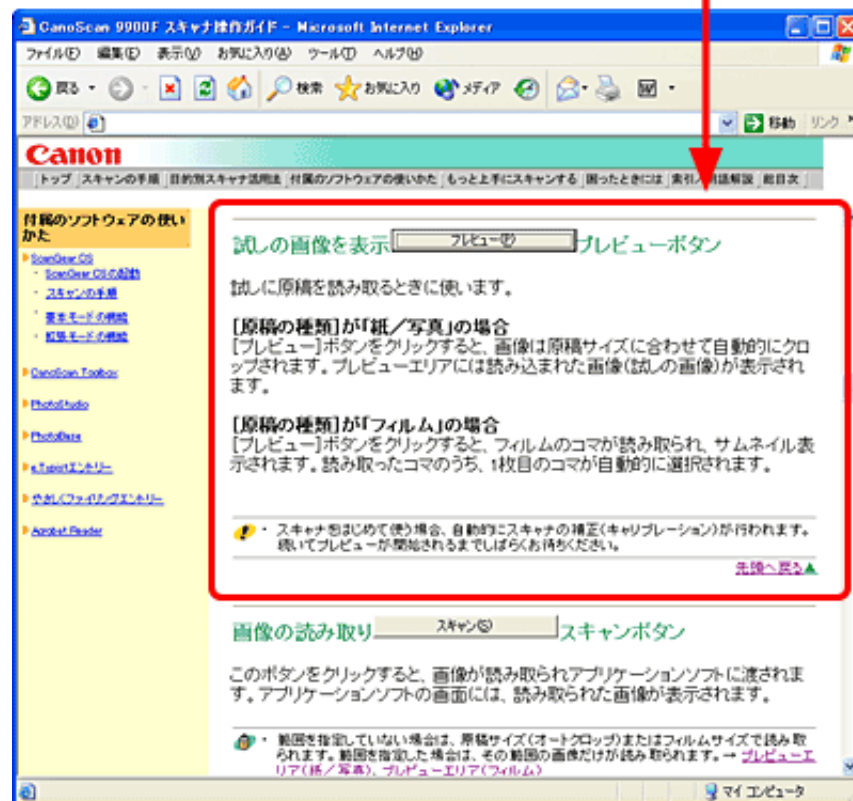 CanoScan 9900F スキャナ操作ガイド - Microsoft Internet Explorer
ファイル(F) 編集(E) 表示(V) お気に入り(A) ツール(T) ヘルプ(H)
戻る 検索 お気に入り メディア
アドレス(D) 移動 リンク
Canon
トップ スキャンの手順 目的別スキャナ活用法 付属のソフトウェアの使いかた もっと上手にスキャンする 困ったときには 索引/用語解説 総目次
付属のソフトウェアの使い
かた
ScanGear CS
・ ScanGear CSの起動
・ スキャンの手順
・ 基本モードの機能
・ 拡張モードの機能
CanoScan Toolbox
PhotoStudio
PhotoBase
e.Typistエントリー
やさしくファイリングエントリー
Acrobat Reader
試しの画像を表示 プレビュー(P) プレビューボタン
試しに原稿を読み取るときに使います。
[原稿の種類]が「紙/写真」の場合
[プレビュー]ボタンをクリックすると、画像は原稿サイズに合わせて自動的にクロ
ップされます。プレビューエリアには読み込まれた画像(試しの画像)が表示され
ます。
[原稿の種類]が「フィルム」の場合
[プレビュー]ボタンをクリックすると、フィルムのコマが読み取られ、サムネイル表
示されます。読み取ったコマのうち、1枚目のコマが自動的に選択されます。
・ スキャナをはじめて使う場合、自動的にスキャナの補正(キャリブレーション)が行われます。
続いてプレビューが開始されるまでしばらくお待ちください。
先頭へ戻る▲
画像の読み取り スキャン(S) スキャンボタン
このボタンをクリックすると、画像が読み取られアプリケーションソフトに渡されま
す。アプリケーションソフトの画面には、読み取られた画像が表示されます。
・ 範囲を指定していない場合は、原稿サイズ(オートクロップ)またはフィルムサイズで読み取
られます。範囲を指定した場合は、その範囲の画像だけが読み取られます。→ プレビューエ
リア(紙/写真)、プレビューエリア(フィルム)
マイ コンピュータ